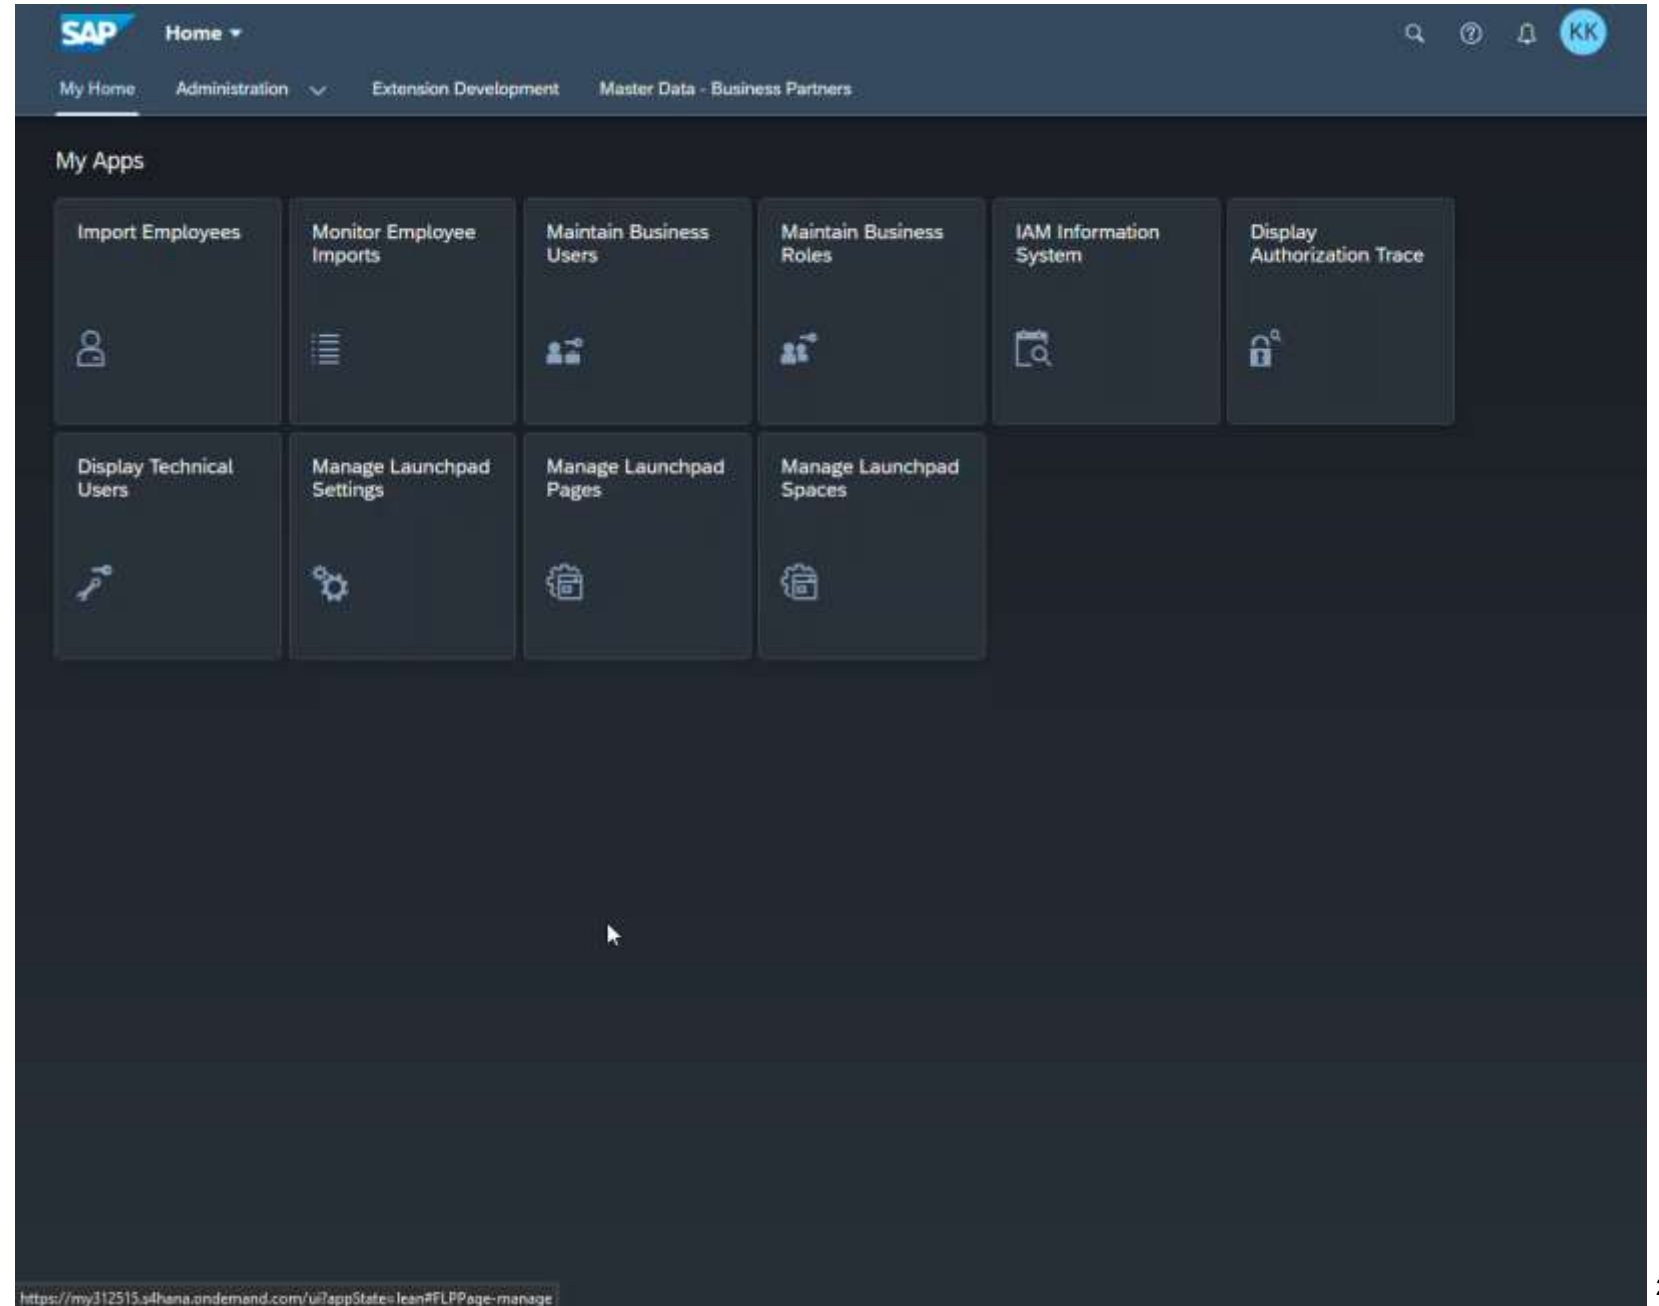 SAP Home
KK
My Home Administration Extension Development Master Data - Business Partners
My Apps
Import Employees
Monitor Employee
Imports
Maintain Business
Users
Maintain Business
Roles
IAM Information
System
Display
Authorization Trace
Display Technical
Users
Manage Launchpad
Settings
Manage Launchpad
Pages
Manage Launchpad
Spaces
https://my312515.s4hana.ondemand.com/ui?appState=lean#FLPPage-manage